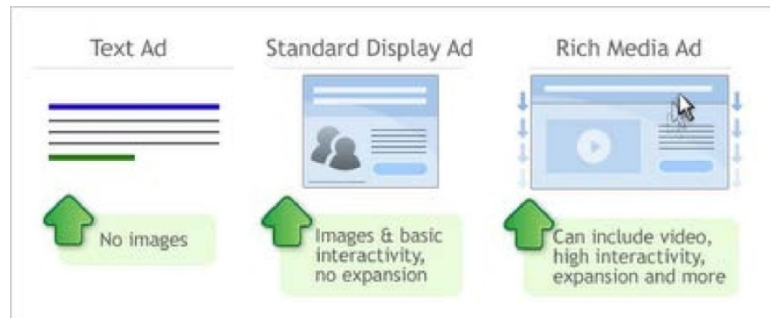 Text Ad
Standard Display Ad
Rich Media Ad
No images
Images & basic
interactivity,
no expansion
Can include video,
high interactivity,
expansion and more